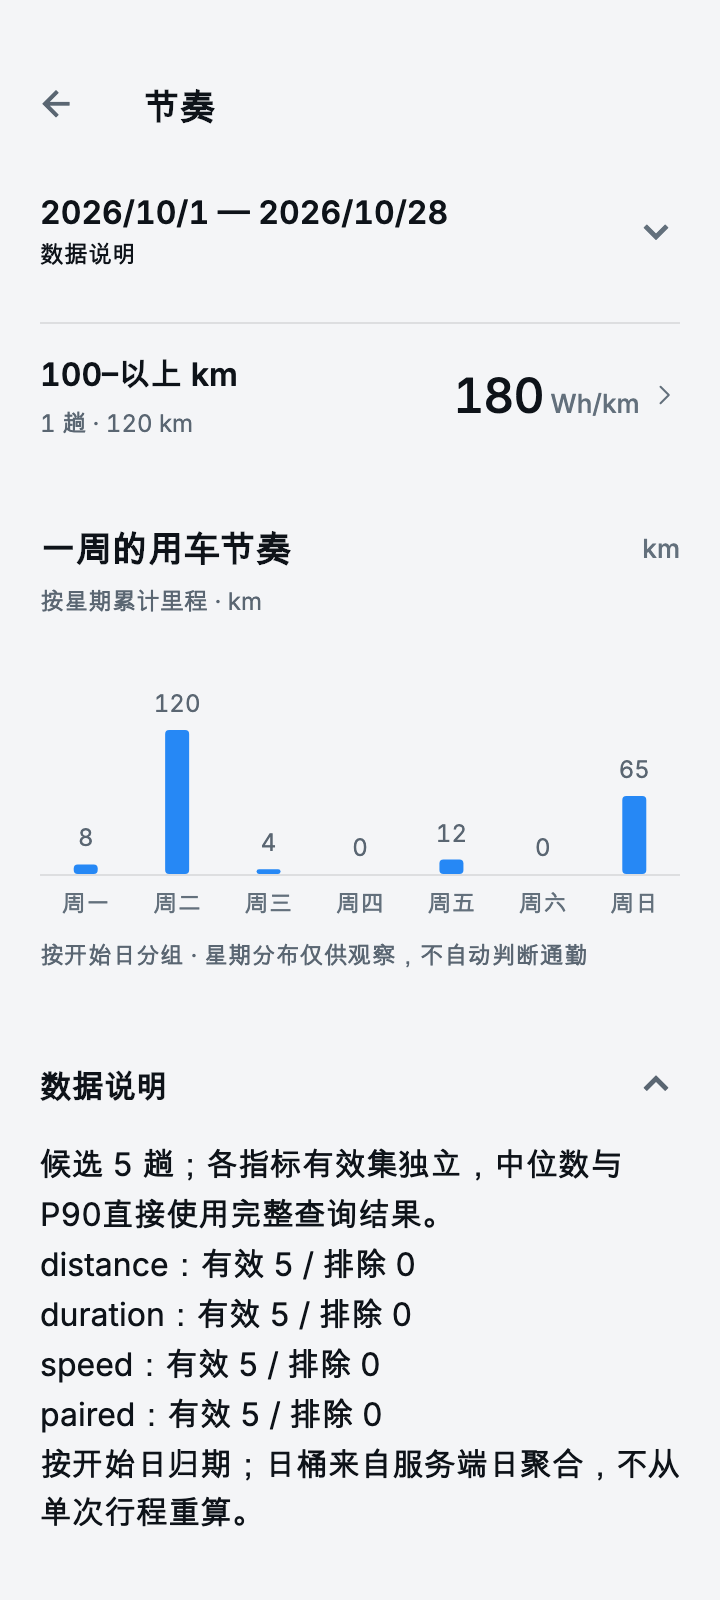 节奏
2026/10/1 — 2026/10/28
数据说明
100–以上 km
1 趟 · 120 km
180 Wh/km
一周的用车节奏
km
按星期累计里程 · km
8
120
4
0
12
0
65
周一
周二
周三
周四
周五
周六
周日
按开始日分组 · 星期分布仅供观察，不自动判断通勤
数据说明
候选 5 趟；各指标有效集独立，中位数与
P90直接使用完整查询结果。
distance：有效 5 / 排除 0
duration：有效 5 / 排除 0
speed：有效 5 / 排除 0
paired：有效 5 / 排除 0
按开始日归期；日桶来自服务端日聚合，不从
单次行程重算。